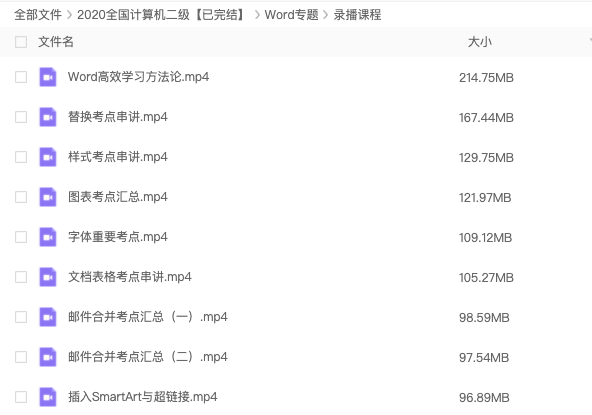 全部文件 > 2020全国计算机二级【已完结】 > Word专题 > 录播课程
文件名 大小
Word高效学习方法论.mp4 214.75MB
替换考点串讲.mp4 167.44MB
样式考点串讲.mp4 129.75MB
图表考点汇总.mp4 121.97MB
字体重要考点.mp4 109.12MB
文档表格考点串讲.mp4 105.27MB
邮件合并考点汇总（一）.mp4 98.59MB
邮件合并考点汇总（二）.mp4 97.54MB
插入SmartArt与超链接.mp4 96.89MB